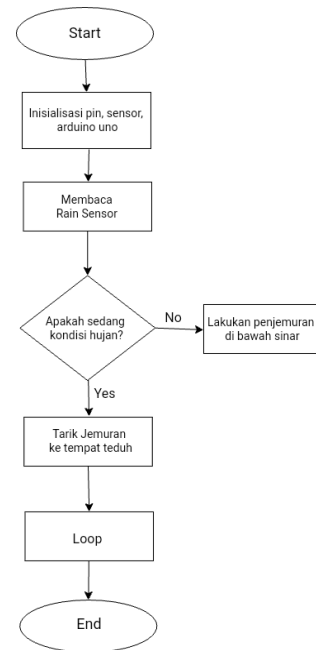 Start
Inisialisasi pin, sensor,
arduino uno
Membaca
Rain Sensor
Apakah sedang
kondisi hujan?
No
Lakukan penjemuran
di bawah sinar
Yes
Tarik Jemuran
ke tempat teduh
Loop
End